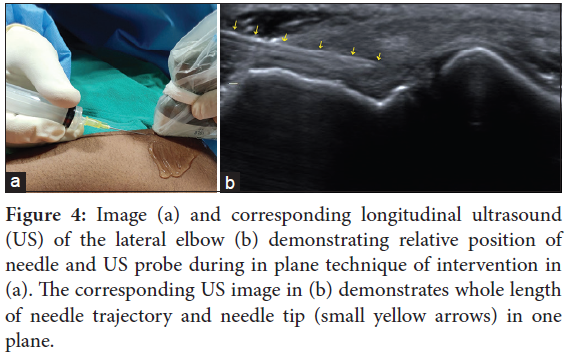 a
b
Figure 4: Image (a) and corresponding longitudinal ultrasound
(US) of the lateral elbow (b) demonstrating relative position of
needle and US probe during in plane technique of intervention in
(a). The corresponding US image in (b) demonstrates whole length
of needle trajectory and needle tip (small yellow arrows) in one
plane.